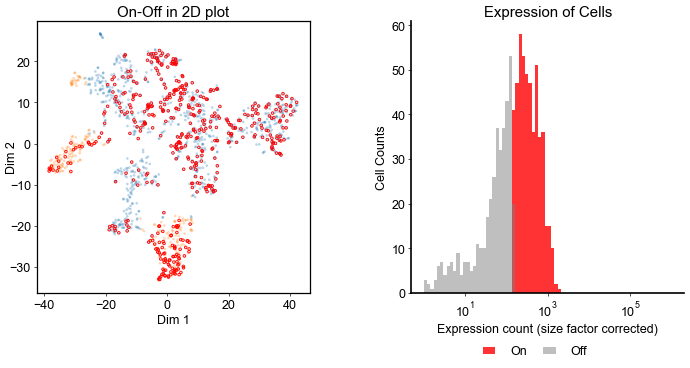 On-Off in 2D plot
20
10
0
−10
−20
−30
−40
−20
0
20
40
Dim 2
Dim 1
Expression of Cells
60
50
40
30
20
10
0
Cell Counts
10^1
10^3
10^5
Expression count (size factor corrected)
On
Off